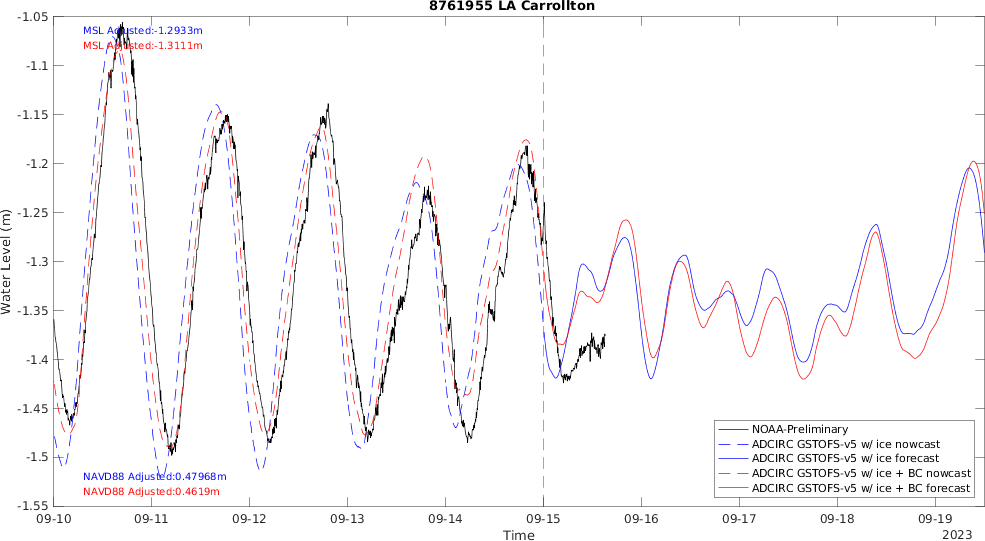 8761955 LA Carrollton
-1.05
-1.1
-1.15
-1.2
-1.25
-1.3
-1.35
-1.4
-1.45
-1.5
-1.55
Water Level (m)
MSL Adjusted:-1.2933m
MSL Adjusted:-1.3111m
NAVD88 Adjusted:0.47968m
NAVD88 Adjusted:0.4619m
NOAA-Preliminary
ADCIRC GSTOFS-v5 w/ ice nowcast
ADCIRC GSTOFS-v5 w/ ice forecast
ADCIRC GSTOFS-v5 w/ ice + BC nowcast
ADCIRC GSTOFS-v5 w/ ice + BC forecast
09-10 09-11 09-12 09-13 09-14 09-15 09-16 09-17 09-18 09-19
Time
2023